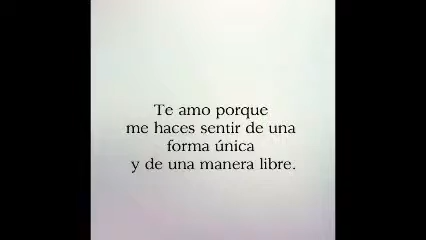 Te amo porque
me haces sentir de una
forma única
y de una manera libre.